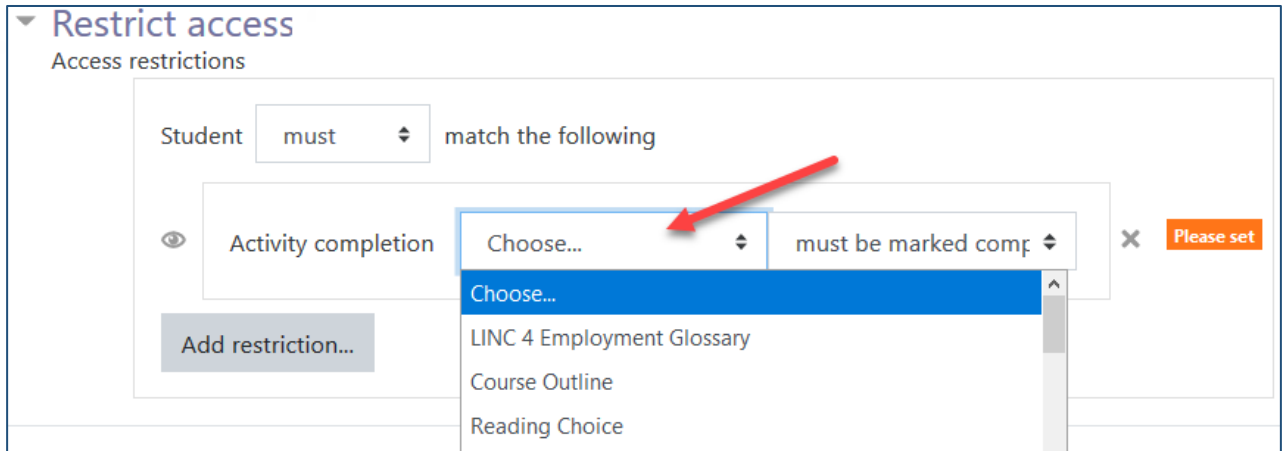 Restrict access
Access restrictions
Student must match the following
Activity completion Choose... must be marked comp Please set
Choose...
LINC 4 Employment Glossary
Add restriction...
Course Outline
Reading Choice